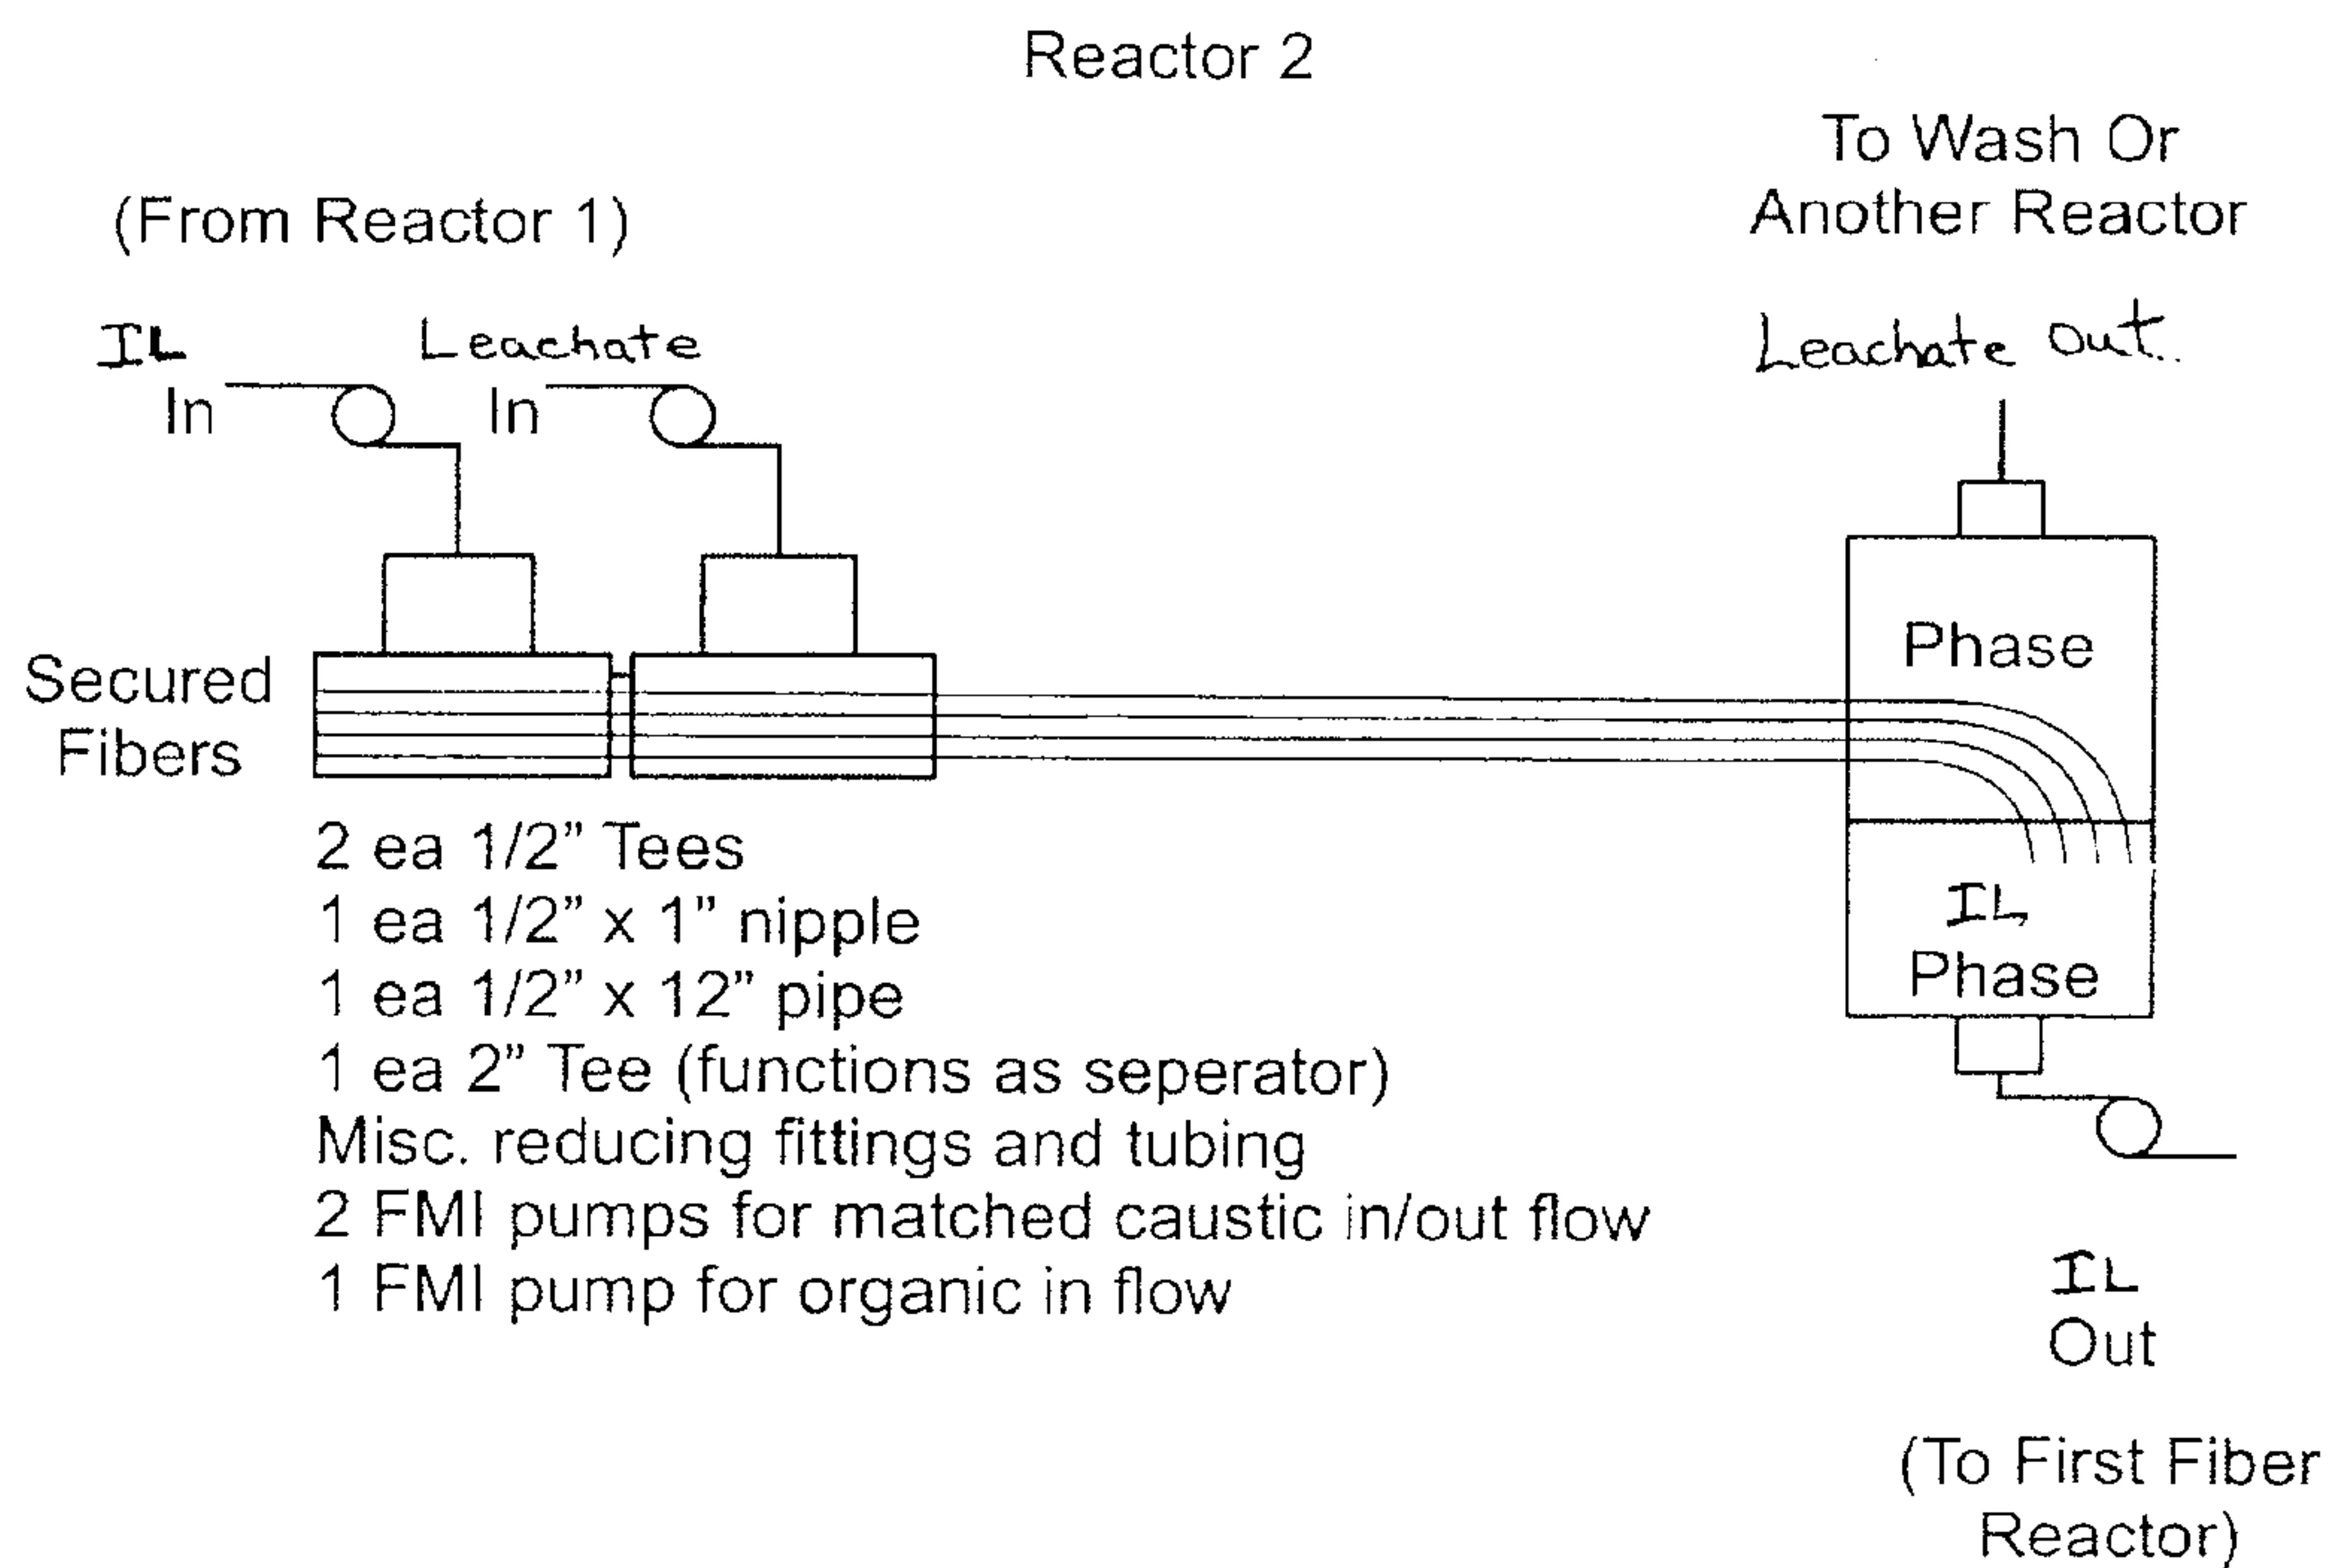 Reactor 2
To Wash Or
Another Reactor
(From Reactor 1)
IL
In
Leachate
In
Leachate Out
Secured
Fibers
Phase
IL
Phase
2 ea 1/2” Tees
1 ea 1/2” x 1” nipple
1 ea 1/2” x 12” pipe
1 ea 2” Tee (functions as seperator)
Misc. reducing fittings and tubing
2 FMI pumps for matched caustic in/out flow
1 FMI pump for organic in flow
IL
Out
(To First Fiber
Reactor)